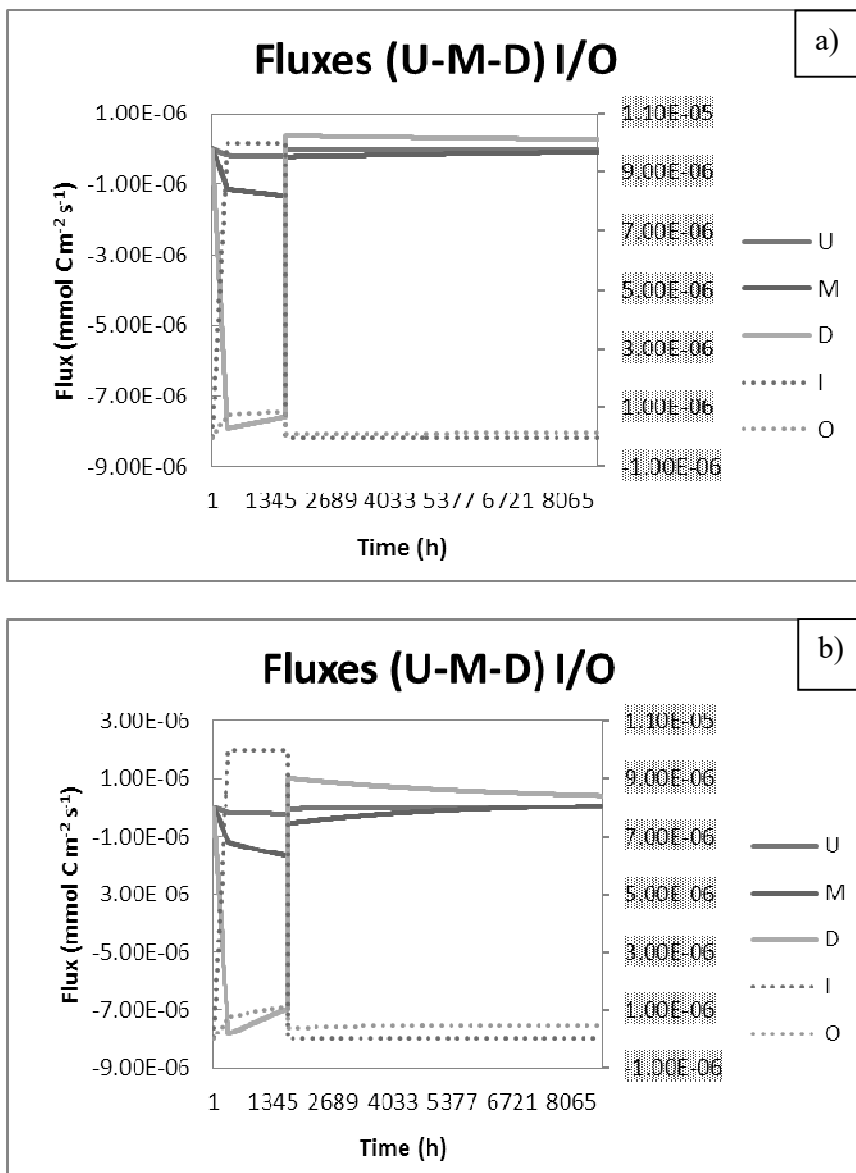 a)
Fluxes (U-M-D) I/O
1.00E-06
-1.00E-06
-3.00E-06
-5.00E-06
-7.00E-06
-9.00E-06
Flux (mmol Cm-2 s-1)
1.10E-05
9.00E-06
7.00E-06
5.00E-06
3.00E-06
1.00E-06
-1.00E-06
U
M
D
I
O
1 1345 2689 4033 5377 6721 8065
Time (h)
b)
Fluxes (U-M-D) I/O
3.00E-06
1.00E-06
-1.00E-06
3.00E-06
-5.00E-06
-7.00E-06
-9.00E-06
Flux (mmol C m-2 s-1)
1.10E-05
9.00E-06
7.00E-06
5.00E-06
3.00E-06
1.00E-06
-1.00E-06
U
M
D
I
O
1 1345 2689 4033 5377 6721 8065
Time (h)